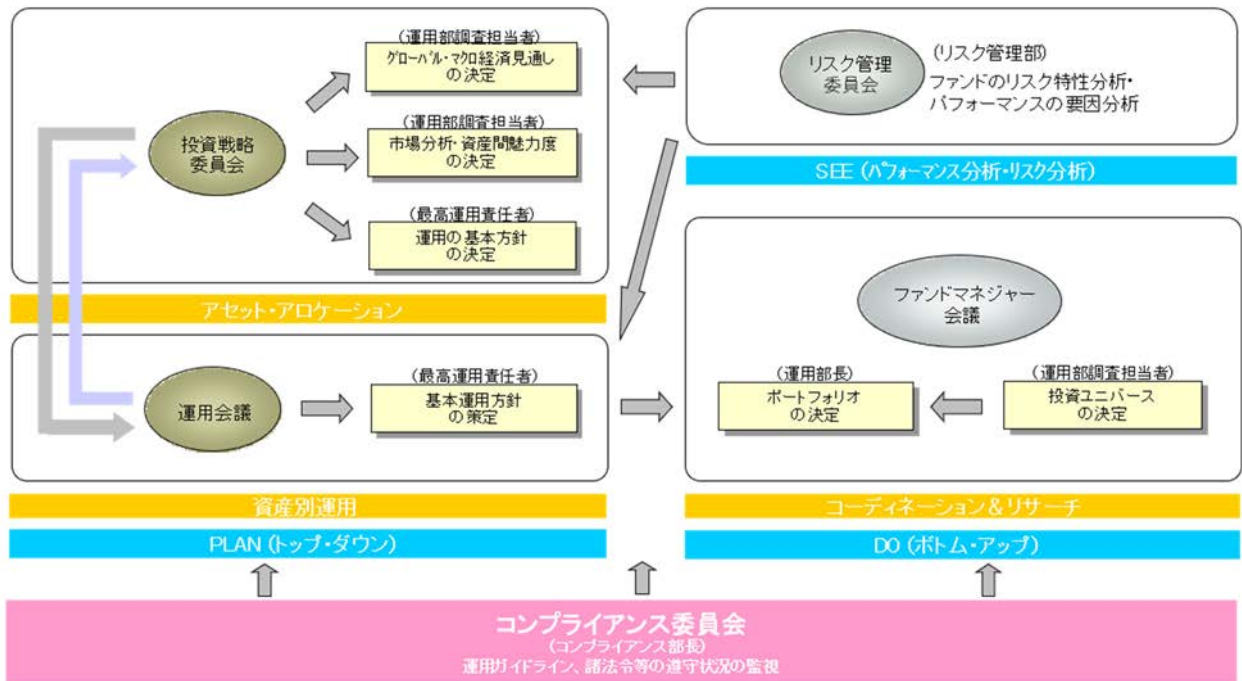 (運用部調査担当者)
グローバル・マクロ経済見通し
の決定
投資戦略
委員会
(運用部調査担当者)
市場分析・資産間魅力度
の決定
(最高運用責任者)
運用の基本方針
の決定
アセット・アロケーション
リスク管理
委員会
(リスク管理部)
ファンドのリスク特性分析・
パフォーマンスの要因分析
SEE (パフォーマンス分析・リスク分析)
運用会議
(最高運用責任者)
基本運用方針
の策定
資産別運用
PLAN (トップ・ダウン)
ファンドマネジャー
会議
(運用部長)
ポートフォリオ
の決定
(運用部調査担当者)
投資ユニバース
の決定
コーディネーション&リサーチ
DO (ボトム・アップ)
コンプライアンス委員会
(コンプライアンス部長)
運用ガイドライン、諸法令等の遵守状況の監視